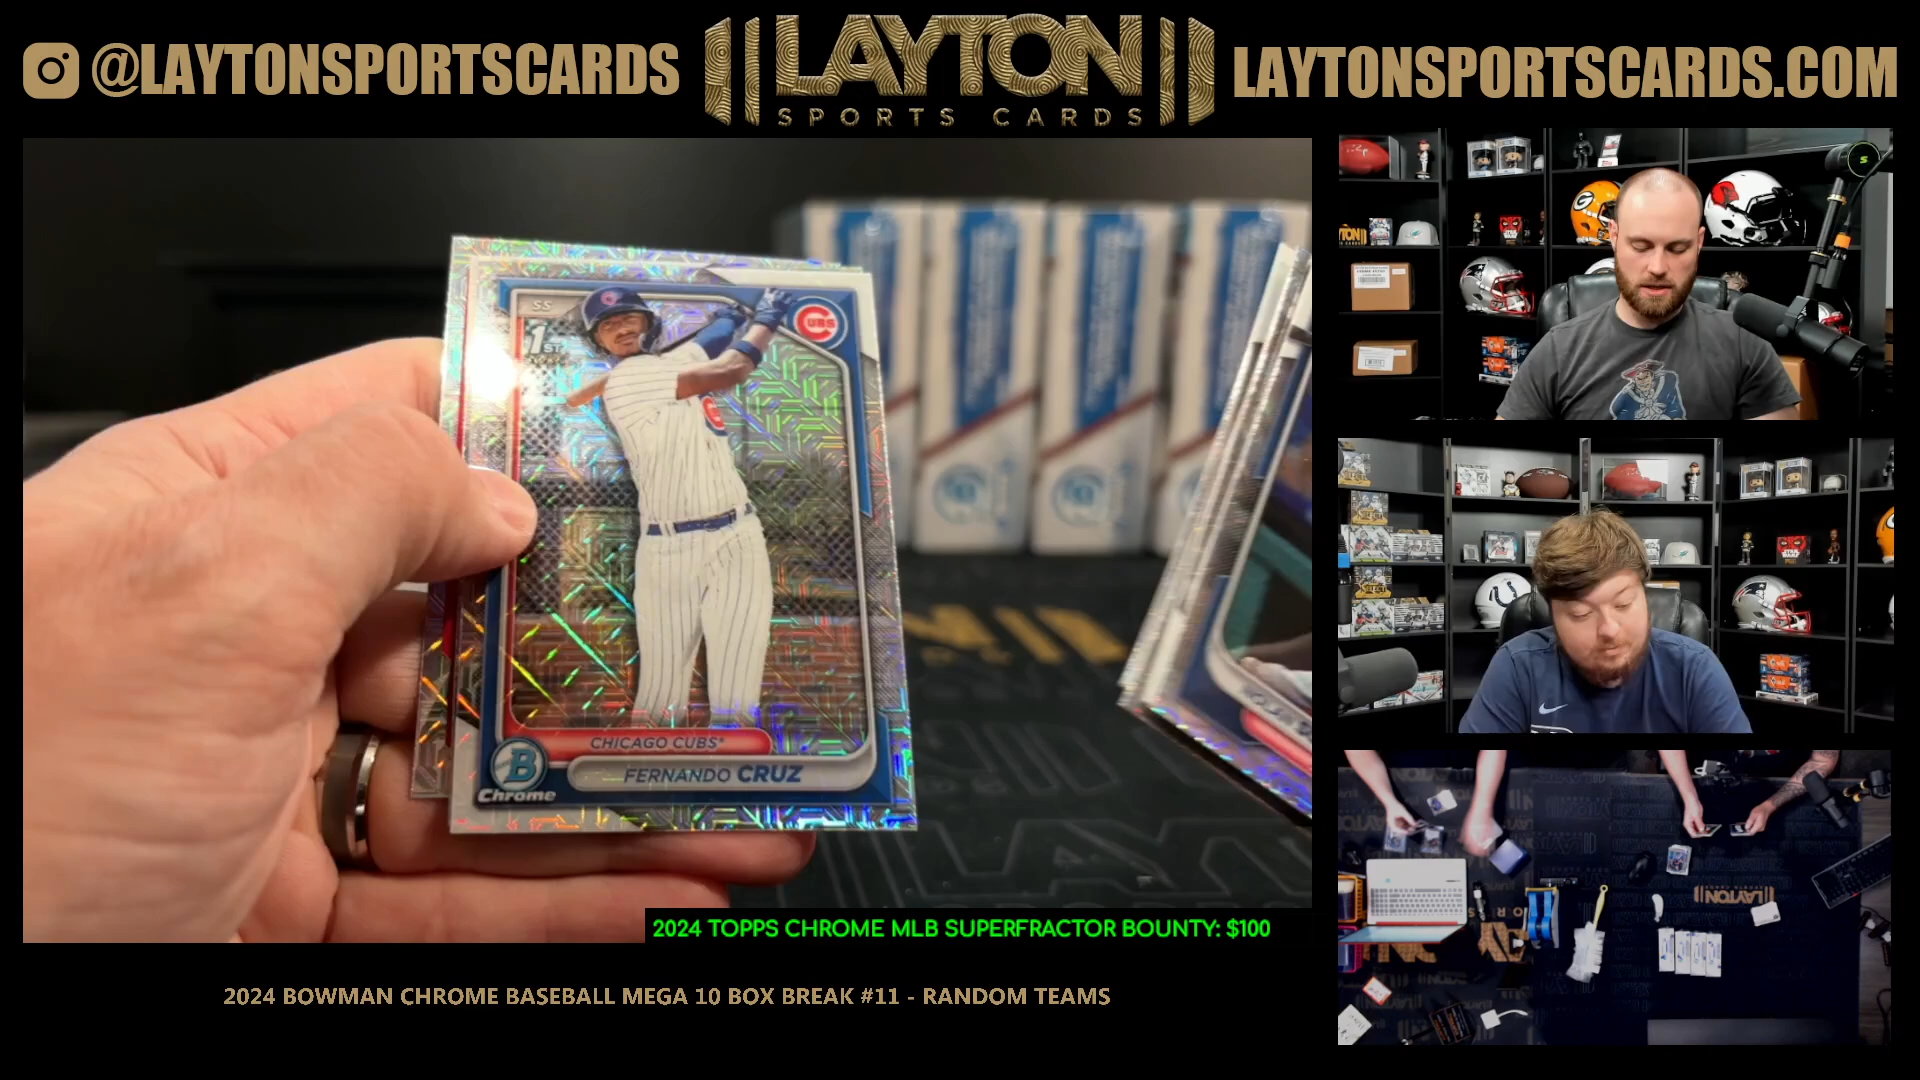 @LAYTONSPORTSCARDS
LAYTON
SPORTS CARDS
LAYTONSPORTSCARDS.COM
SS
1ST
CUBS
CHICAGO CUBS
FERNANDO CRUZ
B
Chrome
2024 TOPPS CHROME MLB SUPERFRACTOR BOUNTY: $100
2024 BOWMAN CHROME BASEBALL MEGA 10 BOX BREAK #11 - RANDOM TEAMS